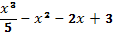 x³/5 − x² − 2x + 3